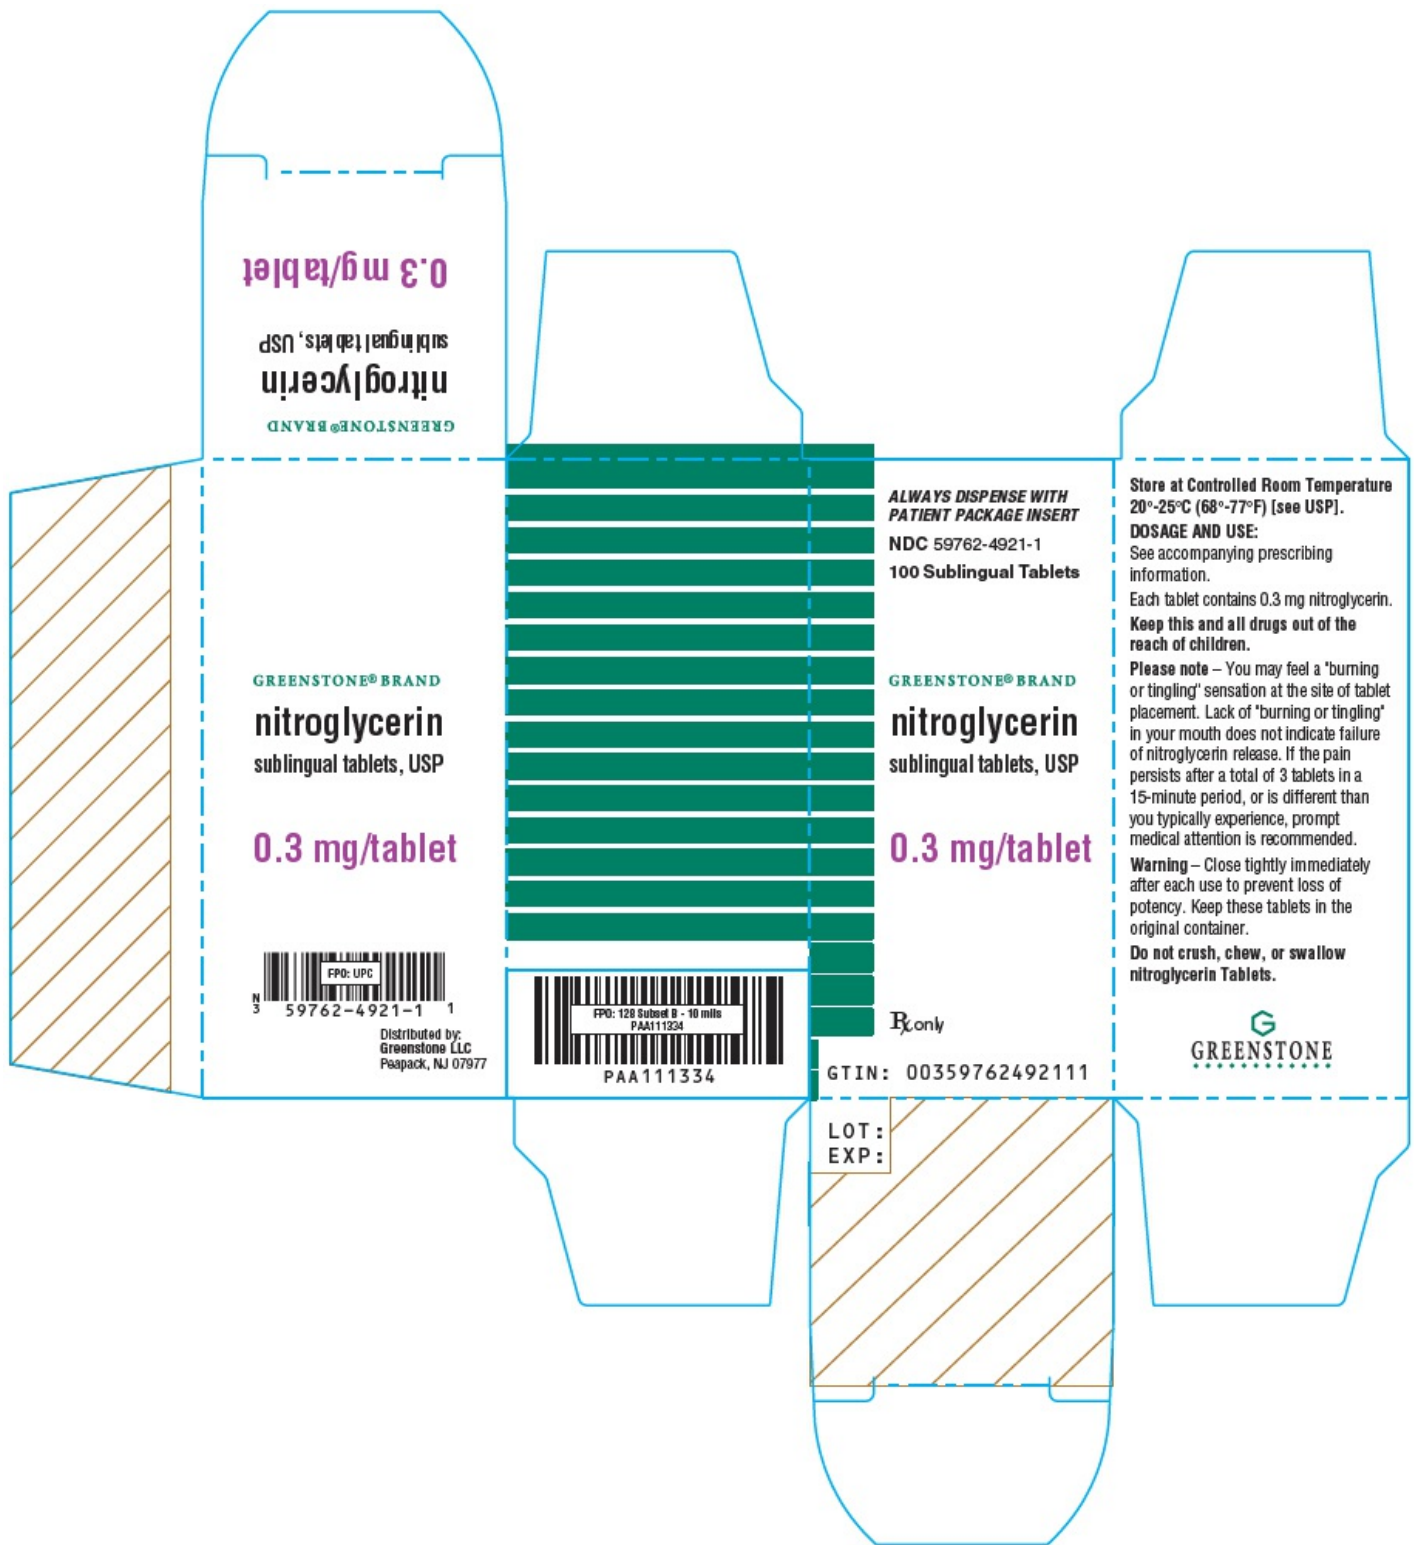 0.3 mg/tablet
sublingual tablets, USP
nitroglycerin
GREENSTONE® BRAND
GREENSTONE® BRAND
nitroglycerin
sublingual tablets, USP
0.3 mg/tablet
FPO: UPC
N
3
59762-4921-1 1
Distributed by:
Greenstone LLC
Peapack, NJ 07977
FPO: 128 Subset B - 10 mils
PAA111334
PAA111334
ALWAYS DISPENSE WITH
PATIENT PACKAGE INSERT
NDC 59762-4921-1
100 Sublingual Tablets
GREENSTONE® BRAND
nitroglycerin
sublingual tablets, USP
0.3 mg/tablet
Rx only
GTIN: 00359762492111
LOT:
EXP:
Store at Controlled Room Temperature
20°-25°C (68°-77°F) [see USP].
DOSAGE AND USE:
See accompanying prescribing
information.
Each tablet contains 0.3 mg nitroglycerin.
Keep this and all drugs out of the
reach of children.
Please note – You may feel a "burning
or tingling" sensation at the site of tablet
placement. Lack of "burning or tingling"
in your mouth does not indicate failure
of nitroglycerin release. If the pain
persists after a total of 3 tablets in a
15-minute period, or is different than
you typically experience, prompt
medical attention is recommended.
Warning – Close tightly immediately
after each use to prevent loss of
potency. Keep these tablets in the
original container.
Do not crush, chew, or swallow
nitroglycerin Tablets.
G
GREENSTONE